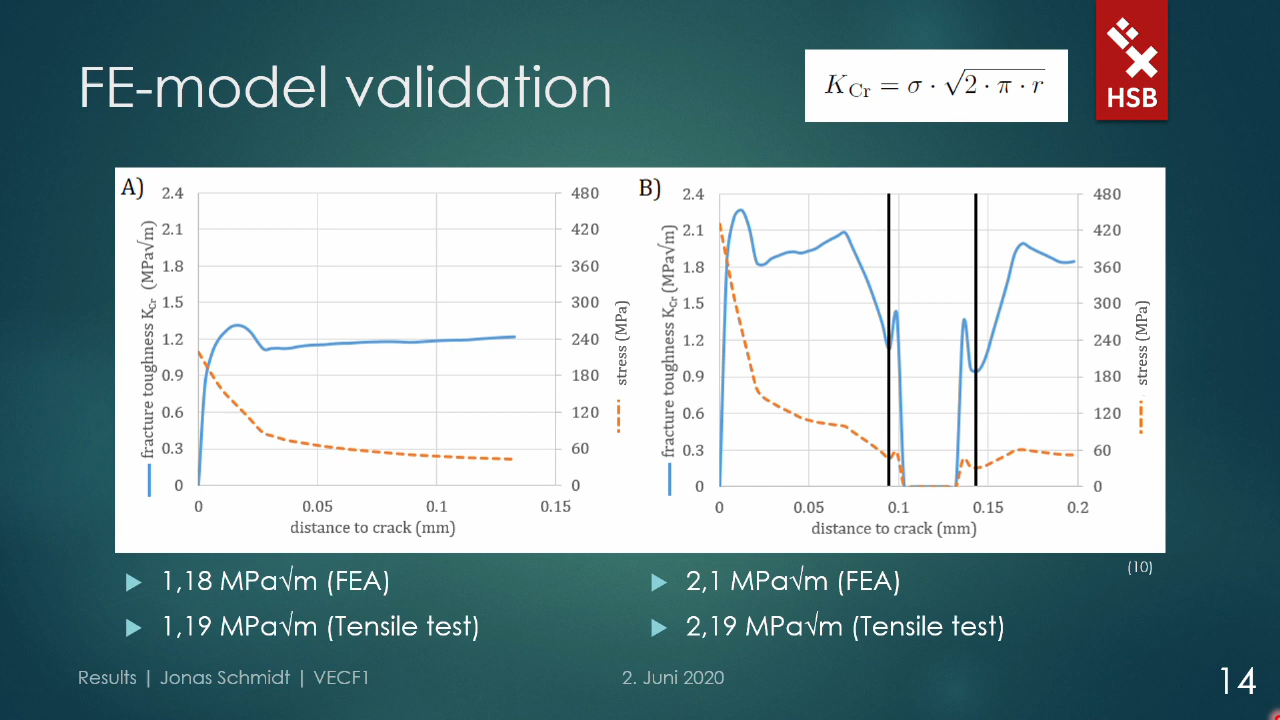 FE-model validation
K_Cr = σ · √2 · π · r
HSB
A)
2.4
2.1
1.8
1.5
1.2
0.9
0.6
0.3
0
fracture toughness K_Cr (MPa√m)
480
420
360
300
240
180
120
60
0
stress (MPa)
0 0.05 0.1 0.15
distance to crack (mm)
B)
2.4
2.1
1.8
1.5
1.2
0.9
0.6
0.3
0
fracture toughness K_Cr (MPa√m)
480
420
360
300
240
180
120
60
0
stress (MPa)
0 0.05 0.1 0.15 0.2
distance to crack (mm)
(10)
1,18 MPa√m (FEA)
1,19 MPa√m (Tensile test)
2,1 MPa√m (FEA)
2,19 MPa√m (Tensile test)
Results | Jonas Schmidt | VECF1
2. Juni 2020
14